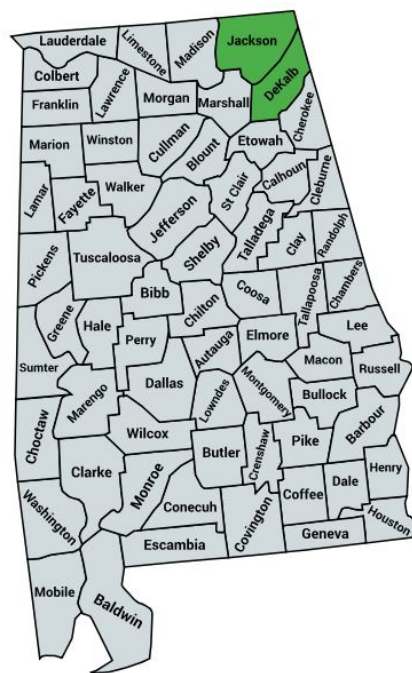 Lauderdale
Limestone
Madison
Jackson
Colbert
Lawrence
DeKalb
Franklin
Morgan
Marshall
Cherokee
Marion
Winston
Cullman
Blount
Etowah
Lamar
Fayette
Walker
Jefferson
St Clair
Calhoun
Cleburne
Pickens
Tuscaloosa
Shelby
Talladega
Clay
Randolph
Bibb
Chilton
Coosa
Tallapoosa
Chambers
Greene
Hale
Perry
Autauga
Elmore
Lee
Sumter
Marengo
Dallas
Lowndes
Montgomery
Macon
Russell
Bullock
Choctaw
Wilcox
Butler
Crenshaw
Pike
Barbour
Clarke
Monroe
Conecuh
Covington
Coffee
Dale
Henry
Washington
Escambia
Geneva
Houston
Mobile
Baldwin